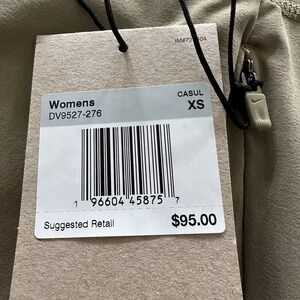 Womens
DV9527-276
CASUL
XS
1 96604 45875 7
Suggested Retail $95.00